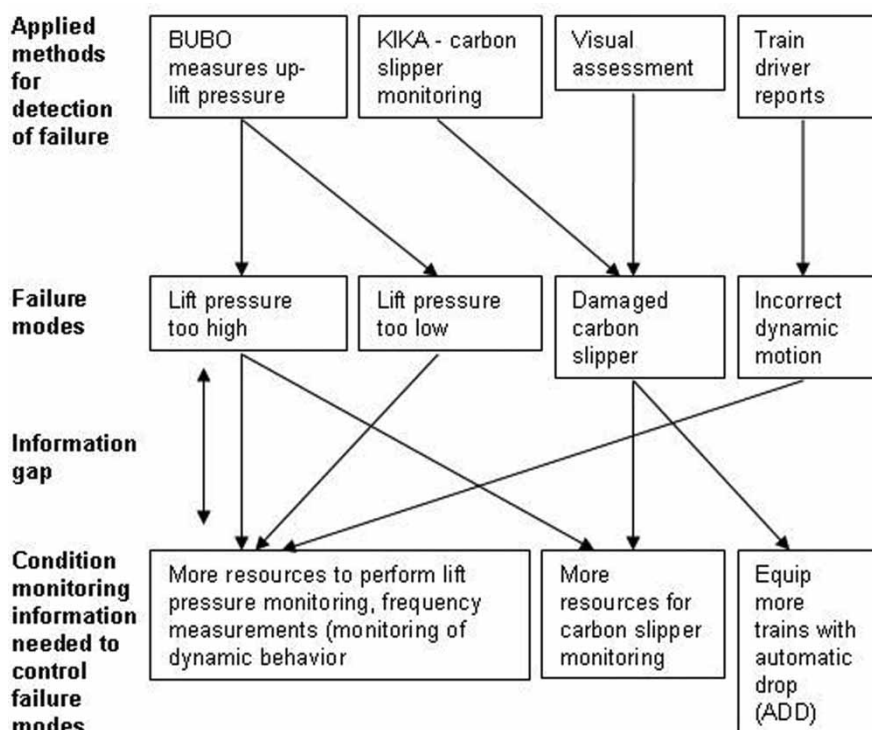 Applied
methods
for
detection
of failure
BUBO
measures up-
lift pressure
KIKA - carbon
slipper
monitoring
Visual
assessment
Train
driver
reports
Failure
modes
Lift pressure
too high
Lift pressure
too low
Damaged
carbon
slipper
Incorrect
dynamic
motion
Information
gap
Condition
monitoring
information
needed to
control
failure
modes
More resources to perform lift
pressure monitoring, frequency
measurements (monitoring of
dynamic behavior
More
resources for
carbon slipper
monitoring
Equip
more
trains with
automatic
drop
(ADD)